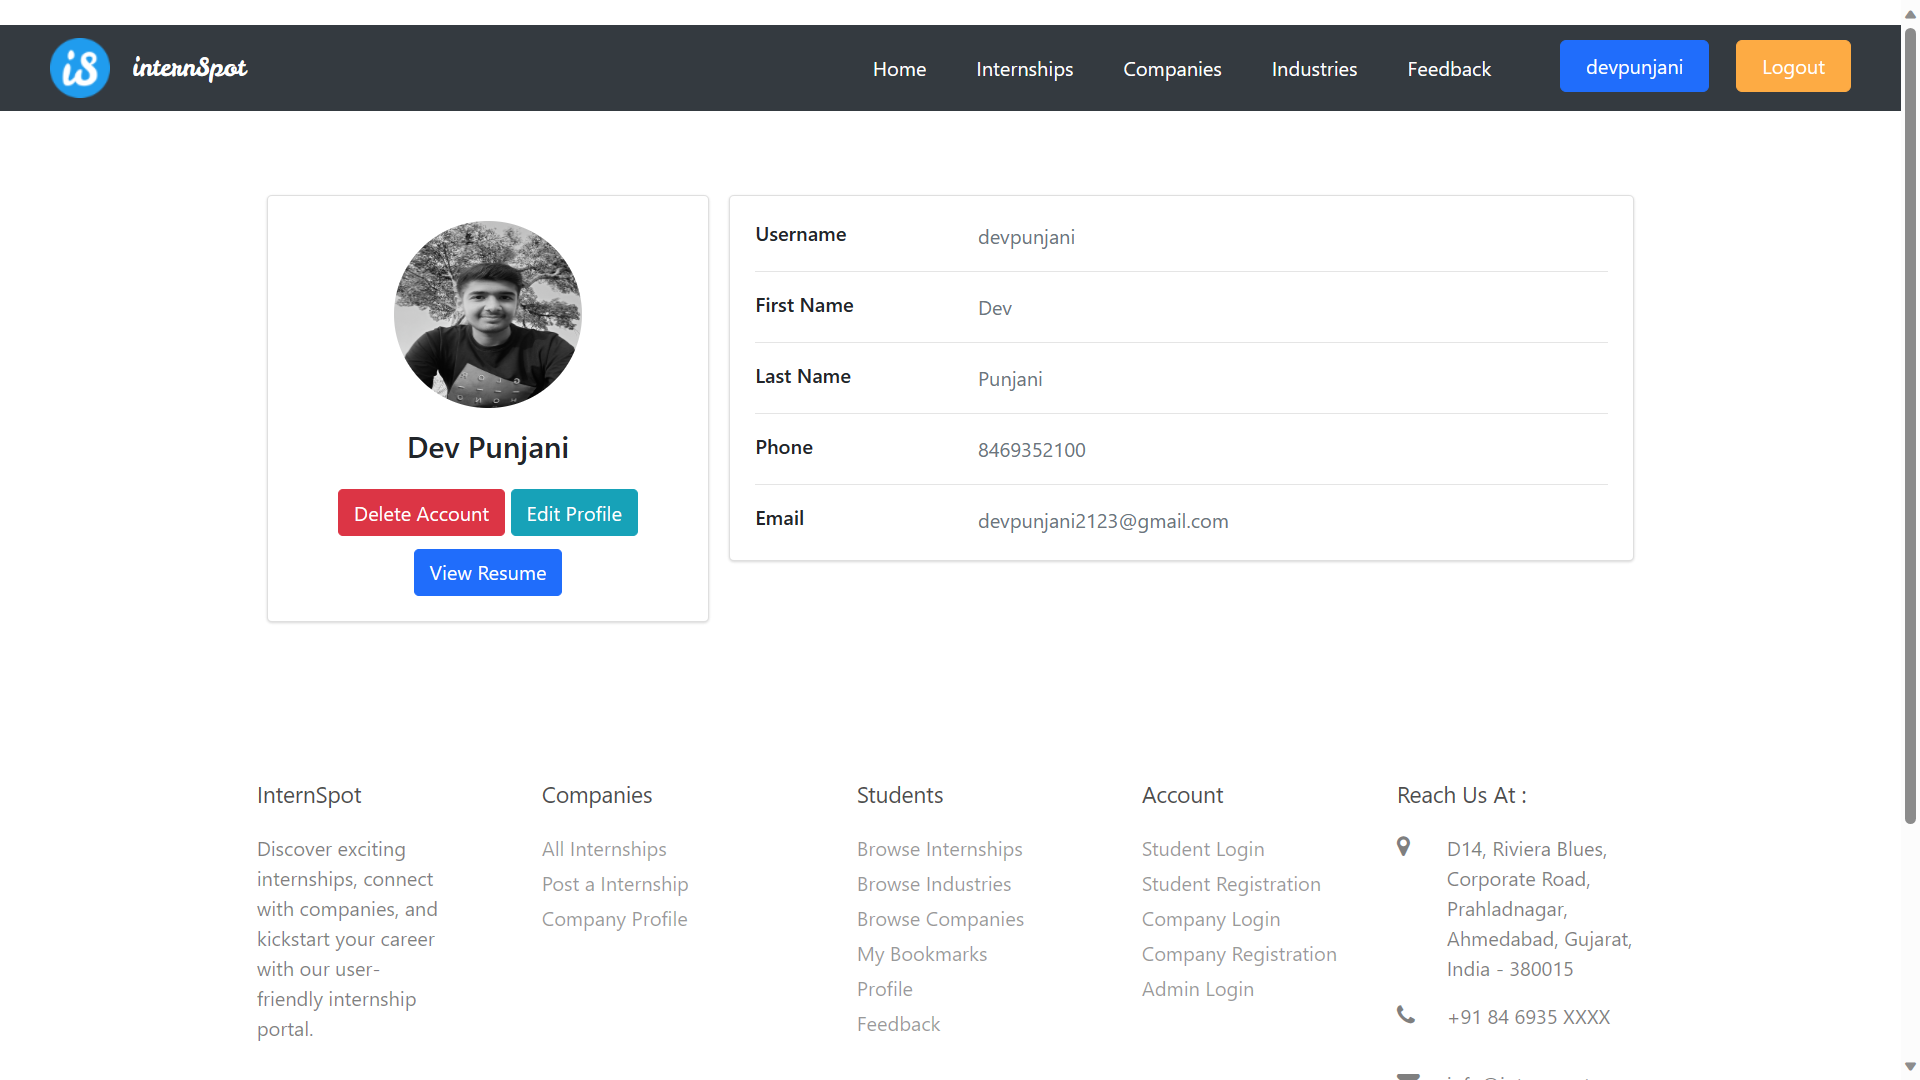 iS internSpot Home Internships Companies Industries Feedback devpunjani Logout
Dev Punjani
Delete Account Edit Profile
View Resume
Username devpunjani
First Name Dev
Last Name Punjani
Phone 8469352100
Email devpunjani2123@gmail.com
InternSpot
Discover exciting
internships, connect
with companies, and
kickstart your career
with our user-
friendly internship
portal.
Companies
All Internships
Post a Internship
Company Profile
Students
Browse Internships
Browse Industries
Browse Companies
My Bookmarks
Profile
Feedback
Account
Student Login
Student Registration
Company Login
Company Registration
Admin Login
Reach Us At :
D14, Riviera Blues,
Corporate Road,
Prahladnagar,
Ahmedabad, Gujarat,
India - 380015
+91 84 6935 XXXX